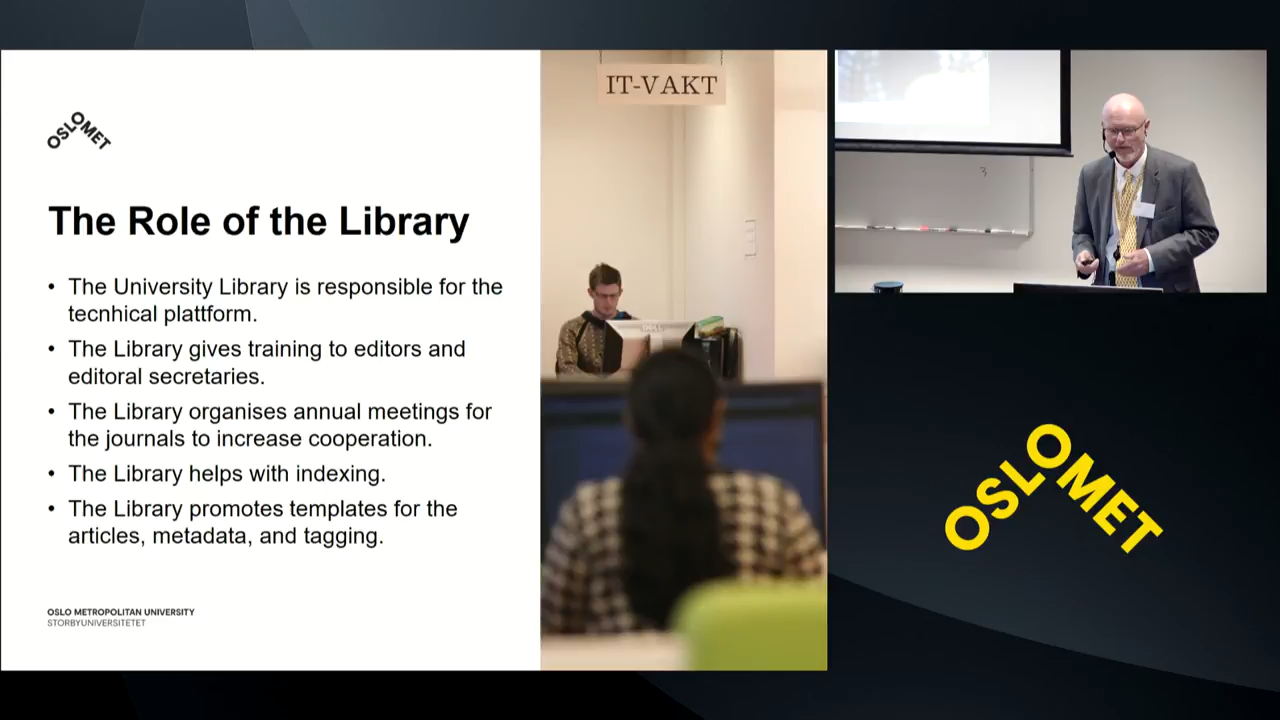 OSLOMET
The Role of the Library
• The University Library is responsible for the
tecnhical plattform.
• The Library gives training to editors and
editoral secretaries.
• The Library organises annual meetings for
the journals to increase cooperation.
• The Library helps with indexing.
• The Library promotes templates for the
articles, metadata, and tagging.
OSLO METROPOLITAN UNIVERSITY
STORBYUNIVERSITETET
IT-VAKT
DELL
3
OSLOMET